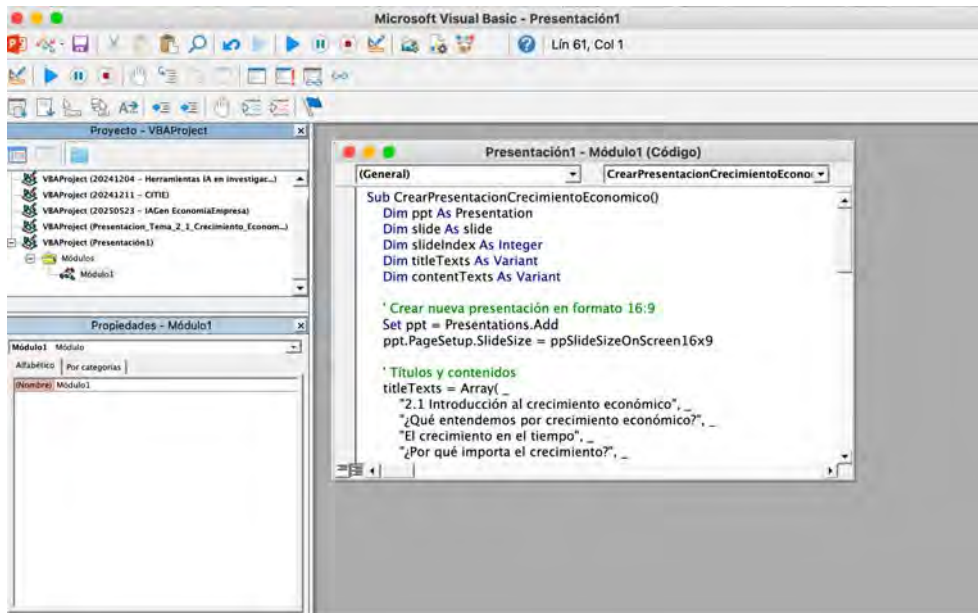 Microsoft Visual Basic - Presentación1
Lín 61, Col 1
Proyecto - VBAProject
VBAProject (20241204 - Herramientas IA en investigac...)
VBAProject (20241211 - CITIE)
VBAProject (20250523 - IAGen EconomiaEmpresa)
VBAProject (Presentacion_Tema_2_1_Crecimiento_Econom...)
VBAProject (Presentación1)
Módulos
Módulo1
Propiedades - Módulo1
Módulo1 Módulo
Alfabético Por categorías
(Nombre) Módulo1
Presentación1 - Módulo1 (Código)
(General) CrearPresentacionCrecimientoEconoı
Sub CrearPresentacionCrecimientoEconomico()
Dim ppt As Presentation
Dim slide As slide
Dim slideIndex As Integer
Dim titleTexts As Variant
Dim contentTexts As Variant
' Crear nueva presentación en formato 16:9
Set ppt = Presentations.Add
ppt.PageSetup.SlideSize = ppSlideSizeOnScreen16x9
' Títulos y contenidos
titleTexts = Array( _
"2.1 Introducción al crecimiento económico", _
"¿Qué entendemos por crecimiento económico?", _
"El crecimiento en el tiempo", _
"¿Por qué importa el crecimiento?", _